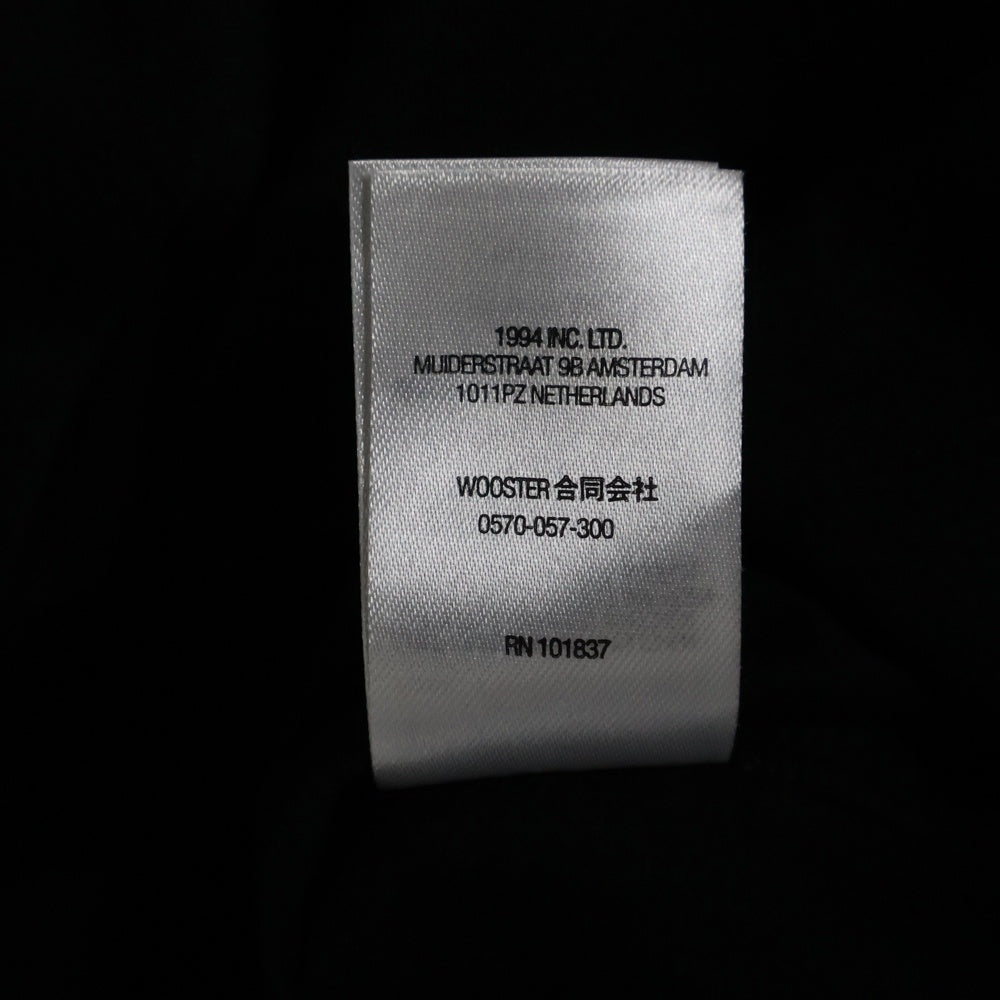 1994 INC. LTD.
MUIDERSTRAAT 9B AMSTERDAM
1011PZ NETHERLANDS
WOOSTER 合同会社
0570-057-300
RN 101837